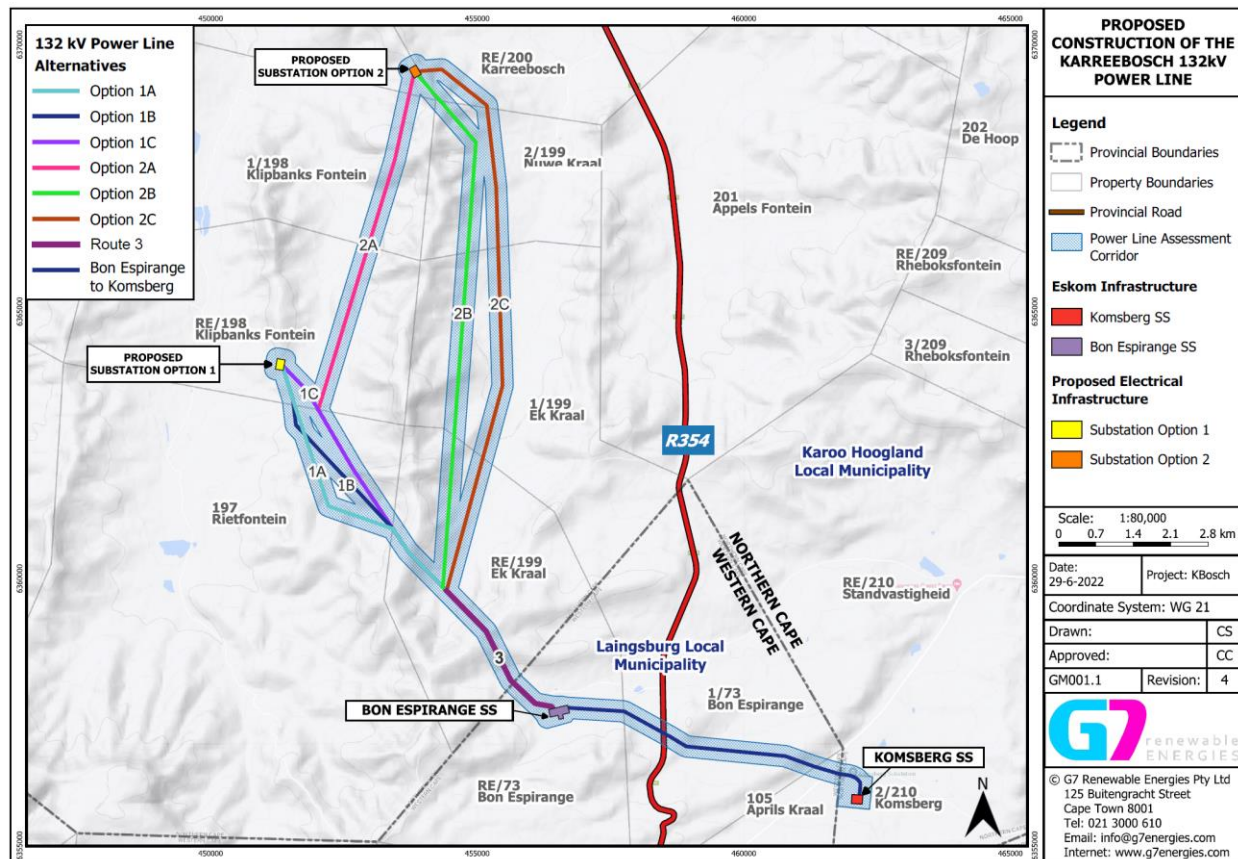 450000
455000
460000
465000
6370000
6370000
132 kV Power Line
Alternatives
Option 1A
Option 1B
Option 1C
Option 2A
Option 2B
Option 2C
Route 3
Bon Espirange
to Komsberg
PROPOSED
SUBSTATION OPTION 2
RE/200
Karreebosch
202
De Hoop
2/199
Nuwe Kraal
1/198
Klipbanks Fontein
201
Appels Fontein
2A
RE/209
Rheboksfontein
2B
2C
6365000
6365000
RE/198
Klipbanks Fontein
3/209
Rheboksfontein
PROPOSED
SUBSTATION OPTION 1
1C
1/199
Ek Kraal
R354
Karoo Hoogland
Local Municipality
1A
1B
197
Rietfontein
NORTHERN CAPE
WESTERN CAPE
RE/199
Ek Kraal
RE/210
Standvastigheid
6360000
6360000
Laingsburg Local
Municipality
3
1/73
Bon Espirange
BON ESPIRANGE SS
KOMSBERG SS
RE/73
Bon Espirange
105
Aprils Kraal
2/210
Komsberg
N
6355000
6355000
450000
455000
460000
465000
PROPOSED
CONSTRUCTION OF THE
KARREEBOSCH 132kV
POWER LINE
Legend
Provincial Boundaries
Property Boundaries
Provincial Road
Power Line Assessment
Corridor
Eskom Infrastructure
Komsberg SS
Bon Espirange SS
Proposed Electrical
Infrastructure
Substation Option 1
Substation Option 2
Scale: 1:80,000
0 0.7 1.4 2.1 2.8 km
Date:
29-6-2022
Project: KBosch
Coordinate System: WG 21
Drawn: CS
Approved: CC
GM001.1 Revision: 4
G7
renewable
ENERGIES
© G7 Renewable Energies Pty Ltd
125 Buitengracht Street
Cape Town 8001
Tel: 021 3000 610
Email: info@g7energies.com
Internet: www.g7energies.com